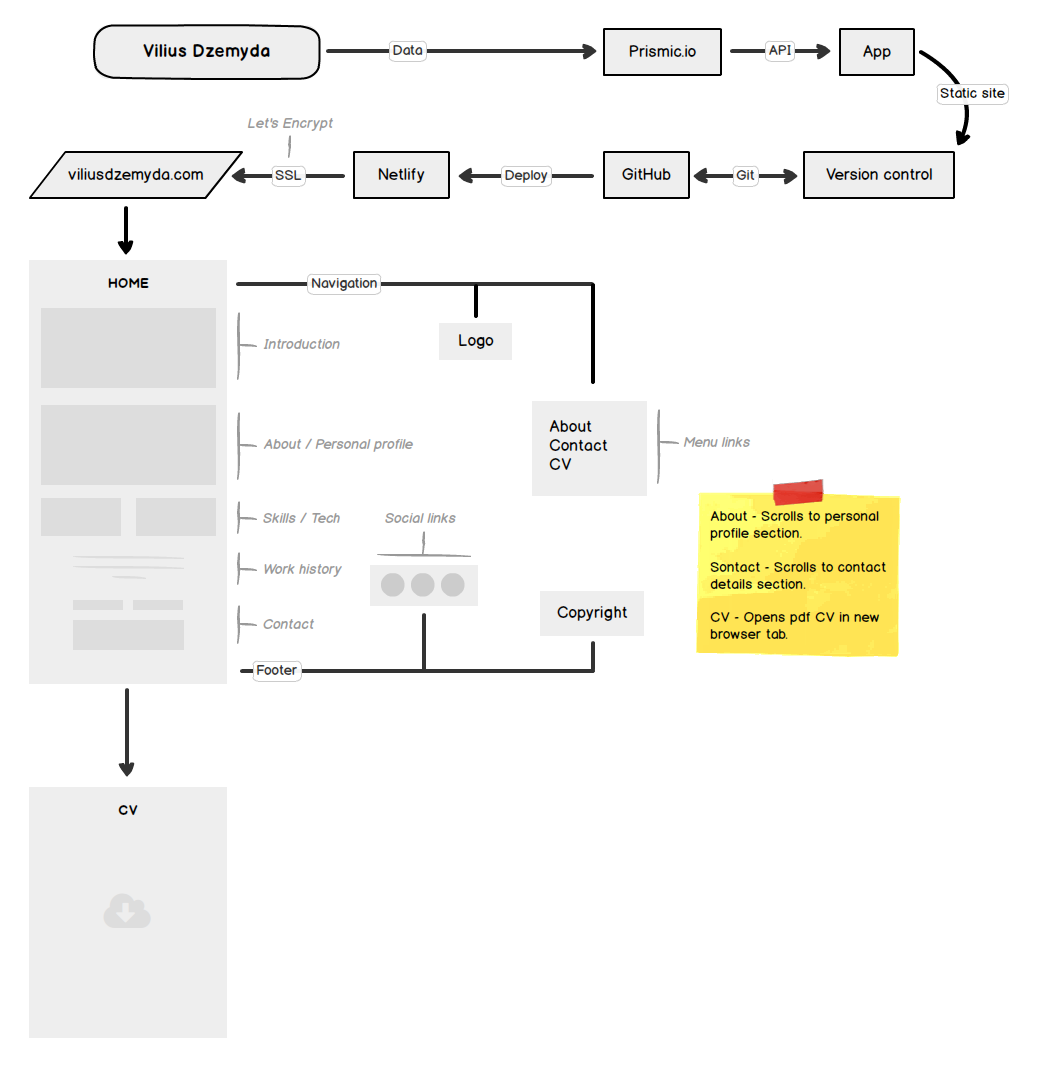 Vilius Dzemyda
Data
Prismic.io
API
App
Static site
Let's Encrypt
viliusdzemyda.com
SSL
Netlify
Deploy
GitHub
Git
Version control
HOME
Navigation
Logo
Introduction
About
Contact
CV
Menu links
About / Personal profile
Skills / Tech
Social links
Work history
Contact
Copyright
Footer
About - Scrolls to personal
profile section.
Sontact - Scrolls to contact
details section.
CV - Opens pdf CV in new
browser tab.
CV